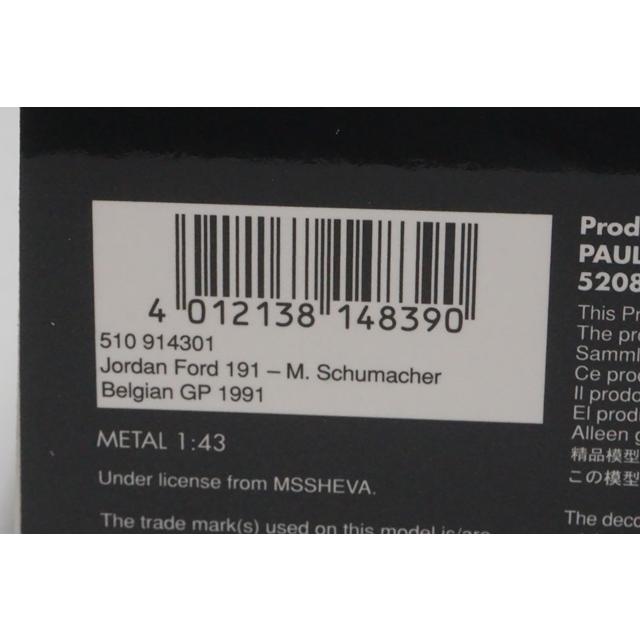 4 012138 148390
510 914301
Jordan Ford 191 – M. Schumacher
Belgian GP 1991
METAL 1:43
Under license from MSSHEVA.
The trade mark(s) used on this model is/are
Prod
PAUL
5208
This Pr
The pre
Samml
Ce prod
Il prodo
El produ
Alleen g
精品模型
この模型
The deco